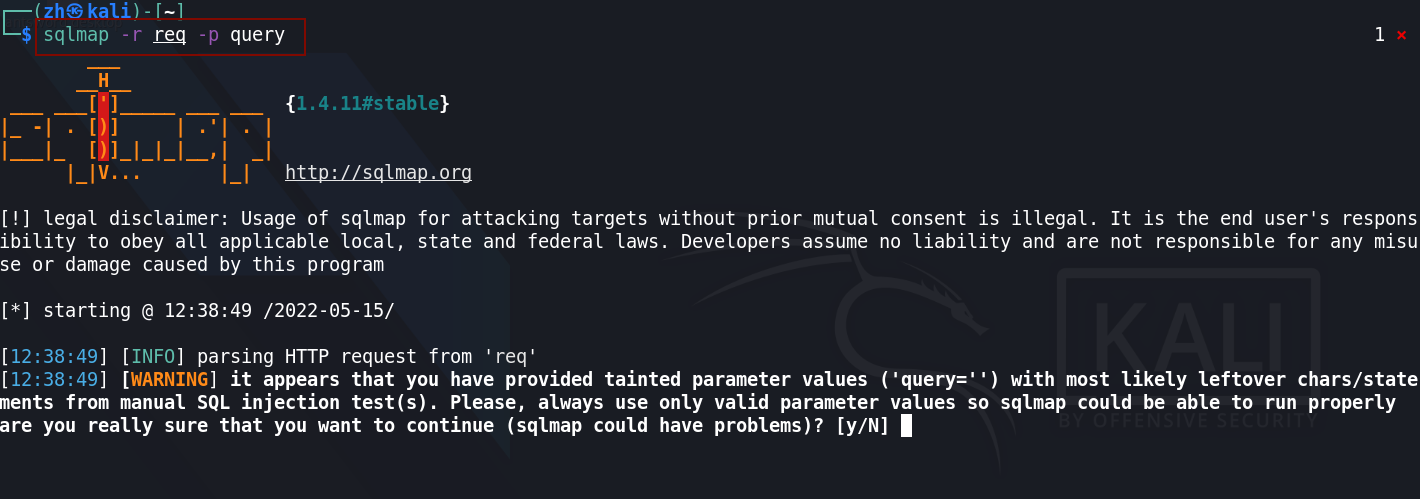 ┌──(zh㉿kali)-[~]
└─$ sqlmap -r req -p query 1 ⨯
        ___
       __H__
 ___ ___[']_____ ___ ___  {1.4.11#stable}
|_ -| . [)]     | .'| . |
|___|_  [)]_|_|_|__,|  _|
      |_|V...       |_|   http://sqlmap.org
[!] legal disclaimer: Usage of sqlmap for attacking targets without prior mutual consent is illegal. It is the end user's respons
ibility to obey all applicable local, state and federal laws. Developers assume no liability and are not responsible for any misu
se or damage caused by this program
[*] starting @ 12:38:49 /2022-05-15/
[12:38:49] [INFO] parsing HTTP request from 'req'
[12:38:49] [WARNING] it appears that you have provided tainted parameter values ('query='') with most likely leftover chars/state
ments from manual SQL injection test(s). Please, always use only valid parameter values so sqlmap could be able to run properly
are you really sure that you want to continue (sqlmap could have problems)? [y/N]
KALI
BY OFFENSIVE SECURITY